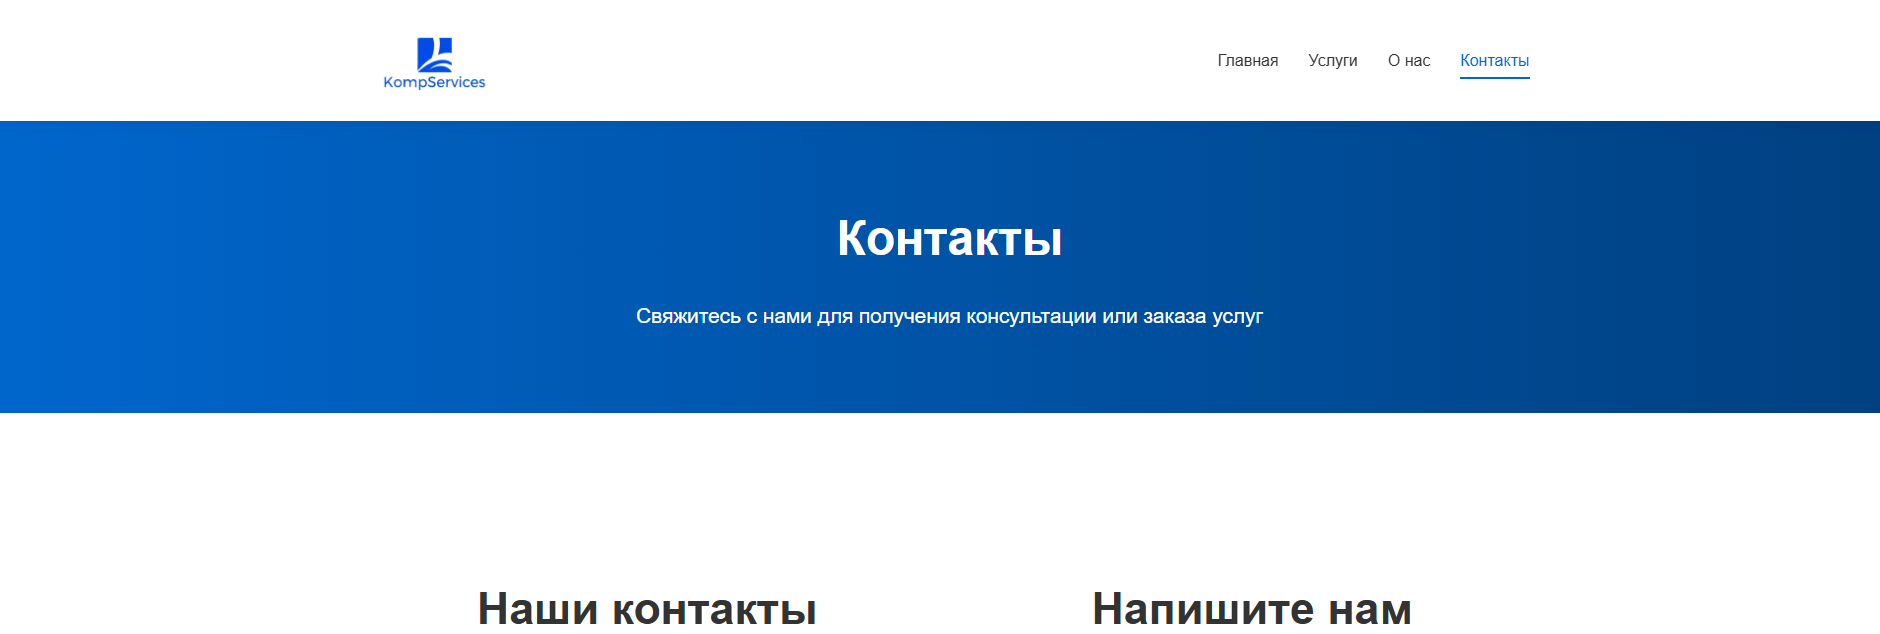 KompServices
Главная Услуги О нас Контакты
Контакты
Свяжитесь с нами для получения консультации или заказа услуг
Наши контакты
Напишите нам